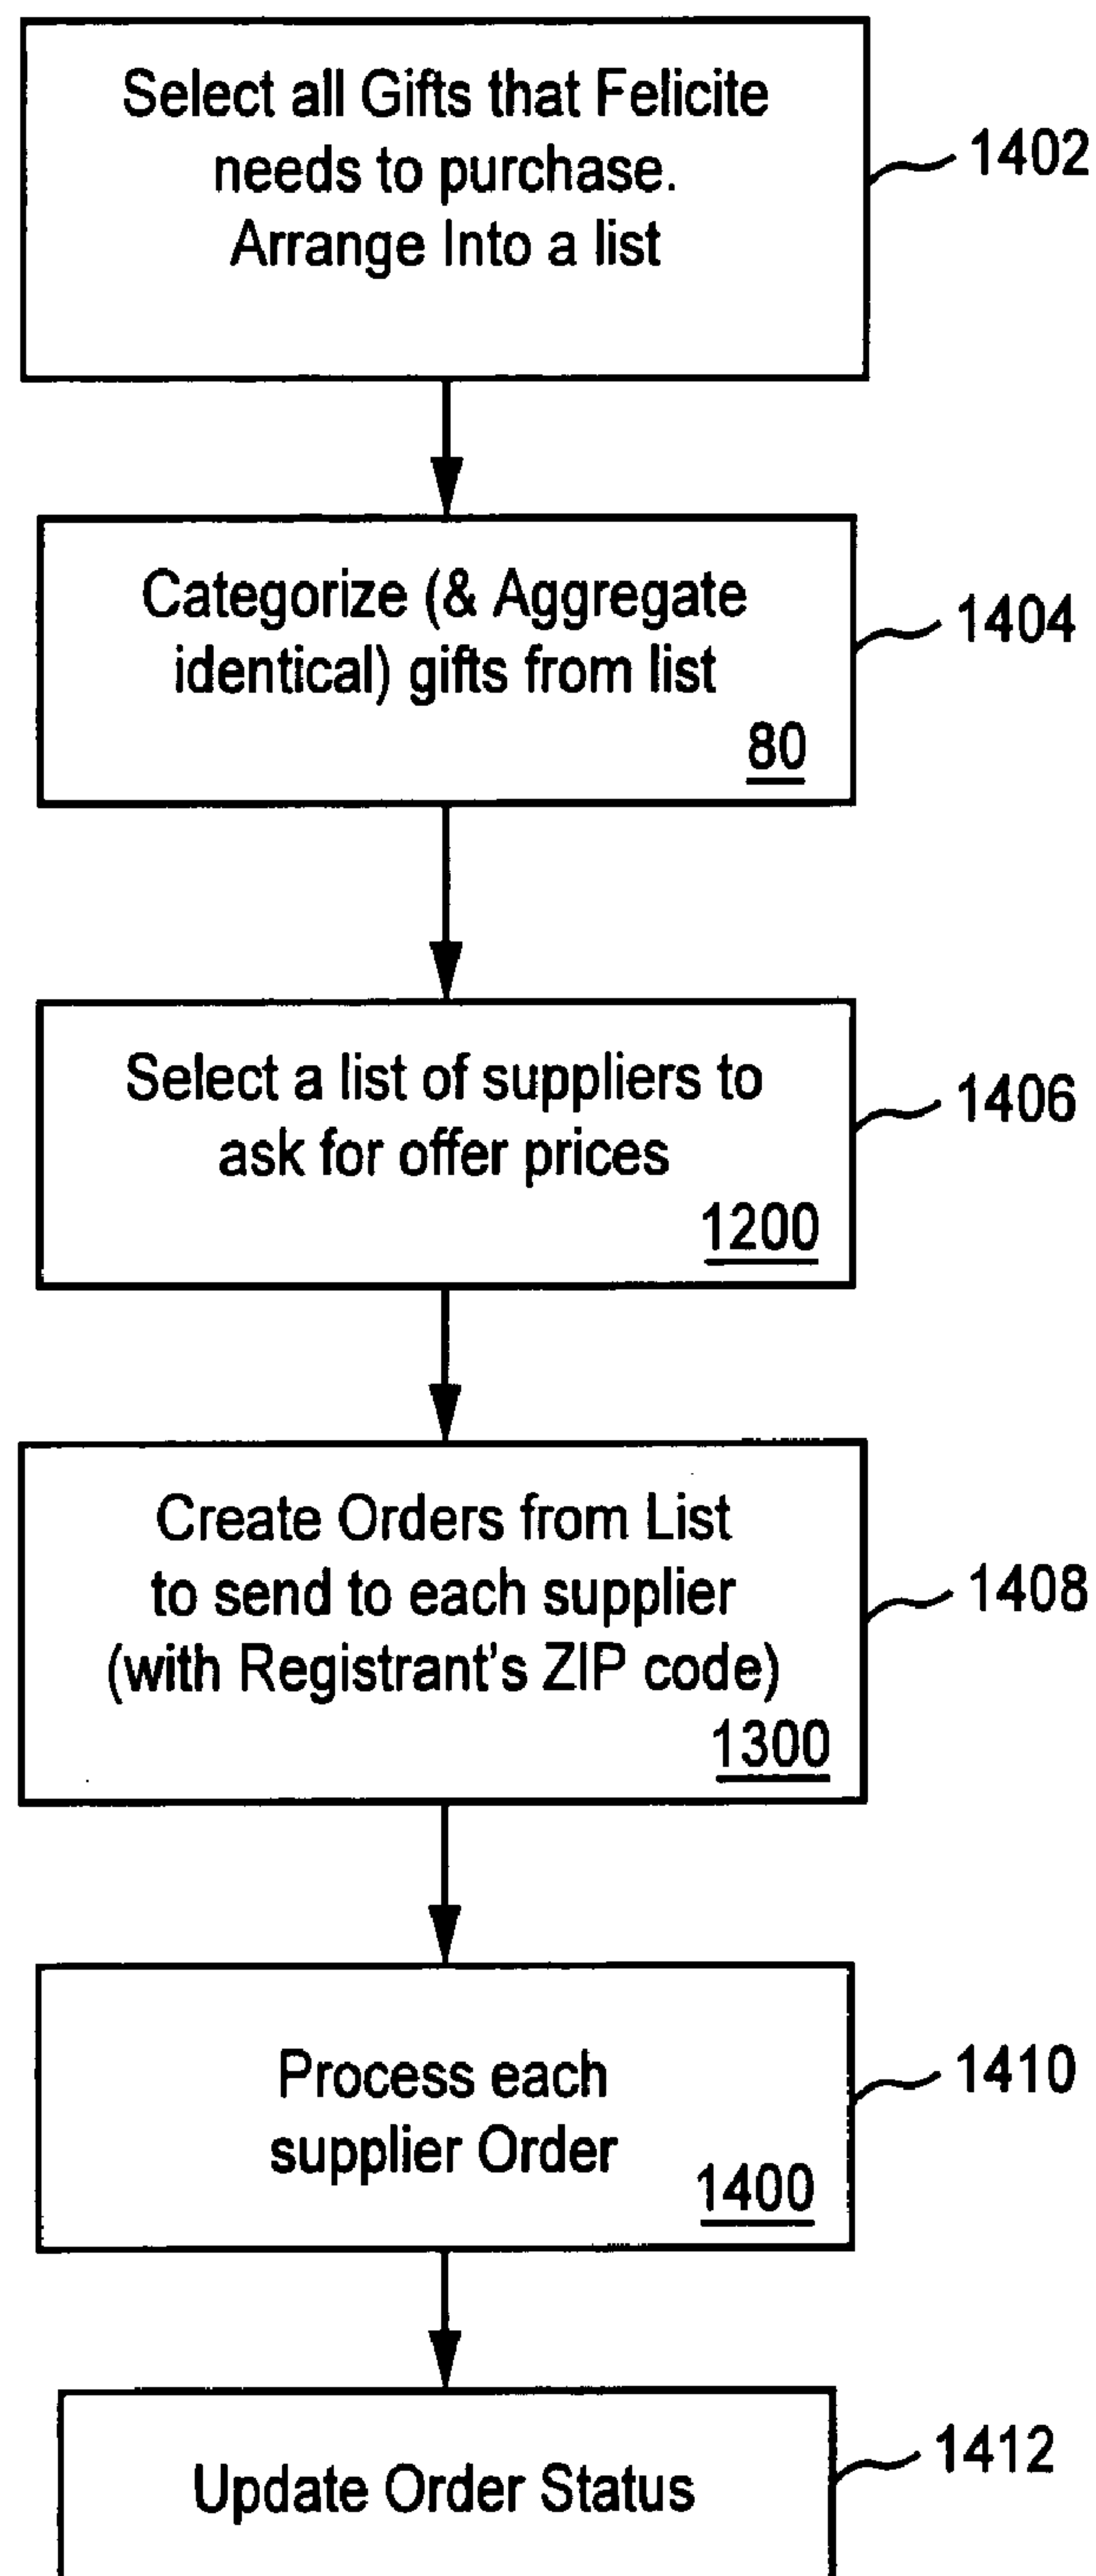 Select all Gifts that Felicite
needs to purchase.
Arrange Into a list
1402
Categorize (& Aggregate
identical) gifts from list
80
1404
Select a list of suppliers to
ask for offer prices
1200
1406
Create Orders from List
to send to each supplier
(with Registrant's ZIP code)
1300
1408
Process each
supplier Order
1400
1410
Update Order Status
1412